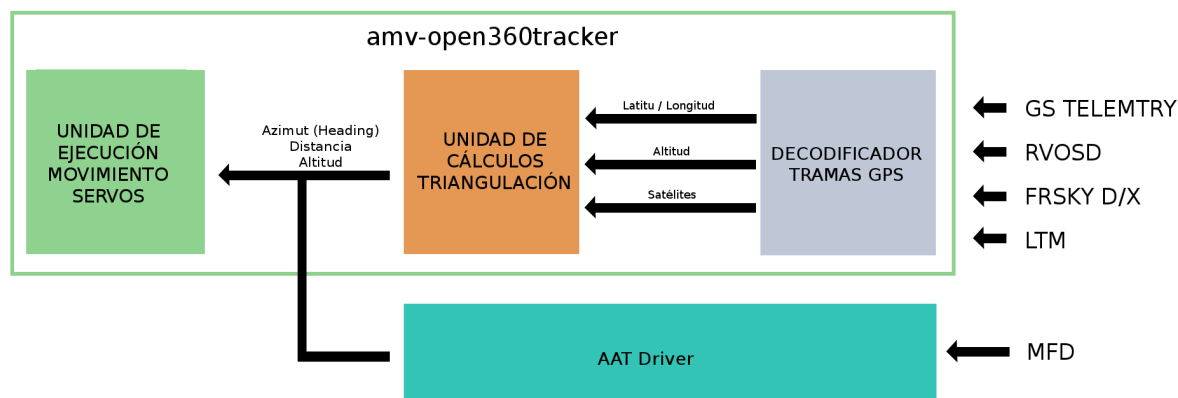 amv-open360tracker
UNIDAD DE
EJECUCIÓN
MOVIMIENTO
SERVOS
Azimut (Heading)
Distancia
Altitud
UNIDAD DE
CÁLCULOS
TRIANGULACIÓN
Latitu / Longitud
Altitud
Satélites
DECODIFICADOR
TRAMAS GPS
GS TELEMTRY
RVOSD
FRSKY D/X
LTM
AAT Driver
MFD